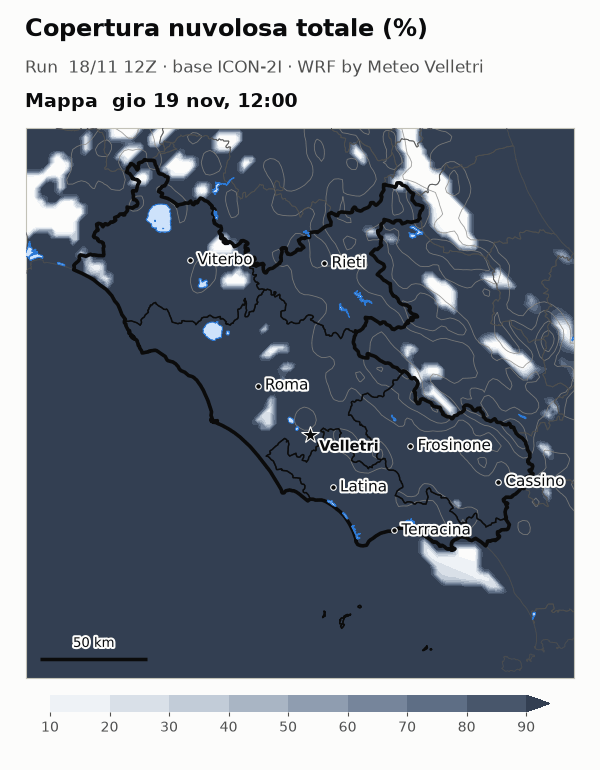 Copertura nuvolosa totale (%)
Run  18/11 12Z · base ICON-2I · WRF by Meteo Velletri
Mappa  gio 19 nov, 12:00
Viterbo
Rieti
Roma
Velletri
Frosinone
Cassino
Latina
Terracina
50 km
10 20 30 40 50 60 70 80 90